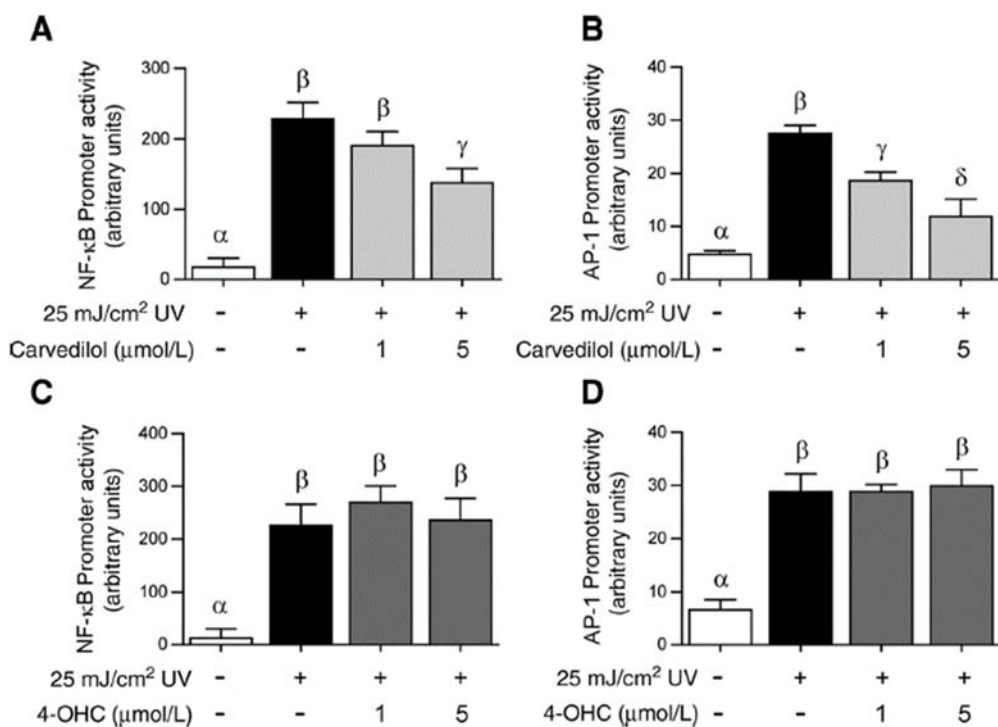 A
NF-κB Promoter activity
(arbitrary units)
300
200
100
0
α
β
β
γ
25 mJ/cm² UV - + + +
Carvedilol (μmol/L) - - 1 5
B
AP-1 Promoter activity
(arbitrary units)
40
30
20
10
0
α
β
γ
δ
25 mJ/cm² UV - + + +
Carvedilol (μmol/L) - - 1 5
C
NF-κB Promoter activity
(arbitrary units)
400
300
200
100
0
α
β
β
β
25 mJ/cm² UV - + + +
4-OHC (μmol/L) - - 1 5
D
AP-1 Promoter activity
(arbitrary units)
40
30
20
10
0
α
β
β
β
25 mJ/cm² UV - + + +
4-OHC (μmol/L) - - 1 5